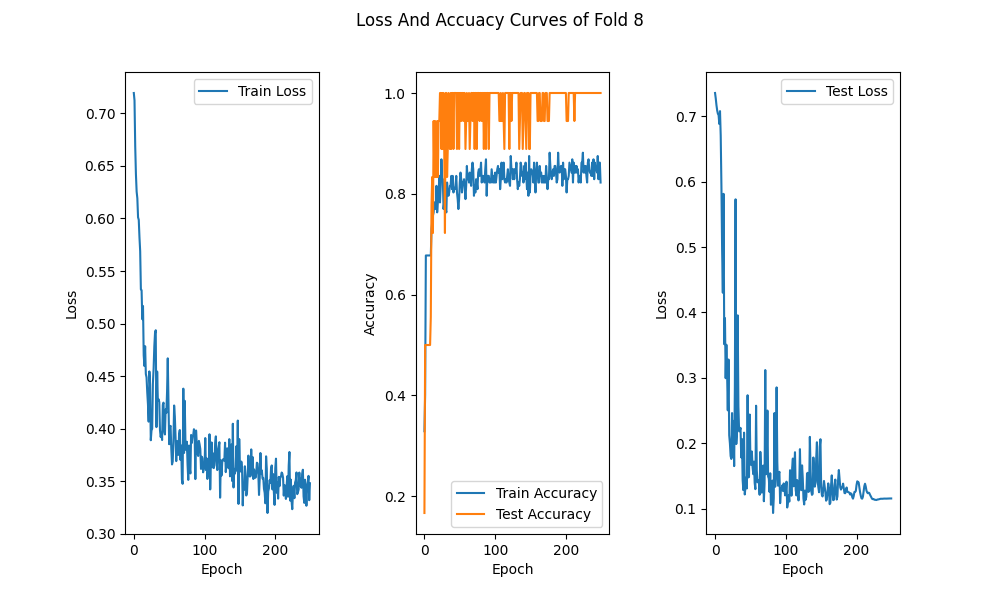 Loss And Accuacy Curves of Fold 8
Train Loss
0.70
0.65
0.60
0.55
0.50
0.45
0.40
0.35
0.30
Loss
0
100
200
Epoch
1.0
0.8
0.6
0.4
0.2
Accuracy
Train Accuracy
Test Accuracy
0
100
200
Epoch
Test Loss
0.7
0.6
0.5
0.4
0.3
0.2
0.1
Loss
0
100
200
Epoch